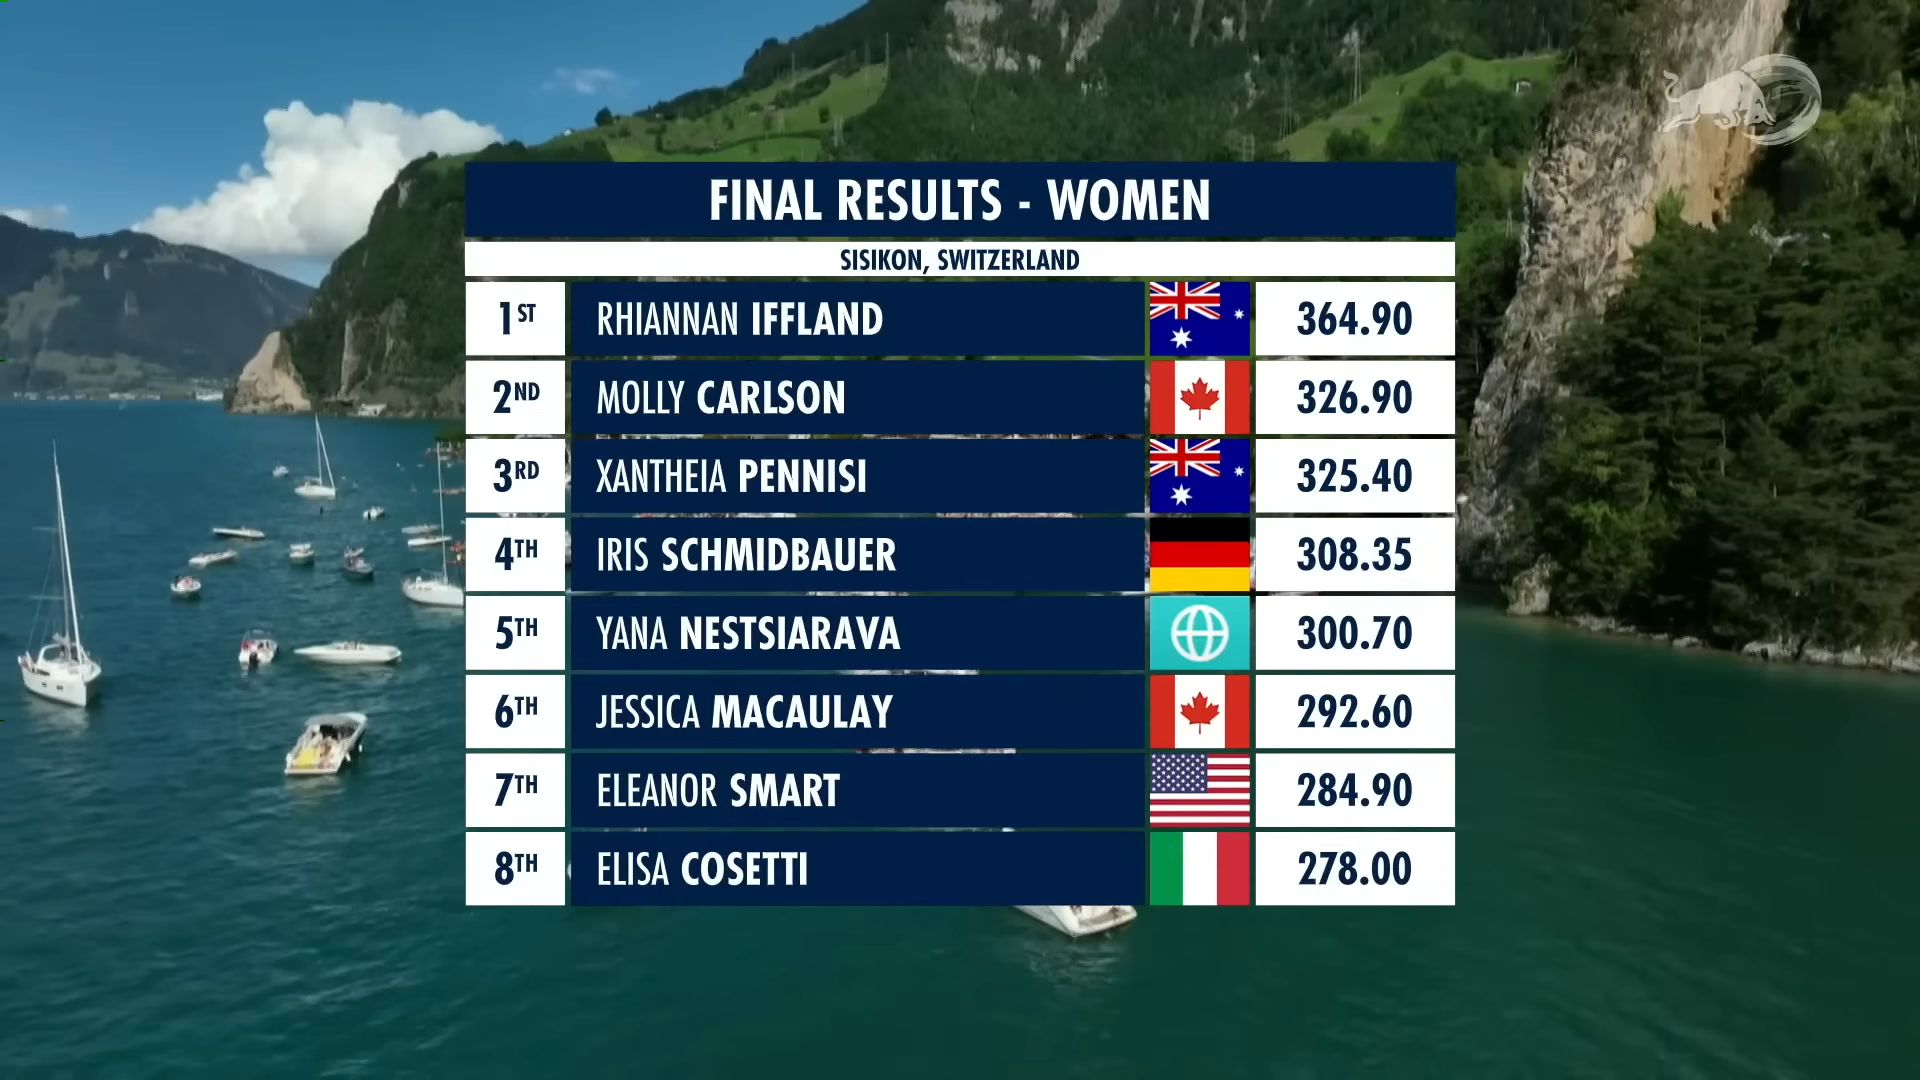 FINAL RESULTS - WOMEN
SISIKON, SWITZERLAND
1ST RHIANNAN IFFLAND 364.90
2ND MOLLY CARLSON 326.90
3RD XANTHEIA PENNISI 325.40
4TH IRIS SCHMIDBAUER 308.35
5TH YANA NESTSIARAVA 300.70
6TH JESSICA MACAULAY 292.60
7TH ELEANOR SMART 284.90
8TH ELISA COSETTI 278.00